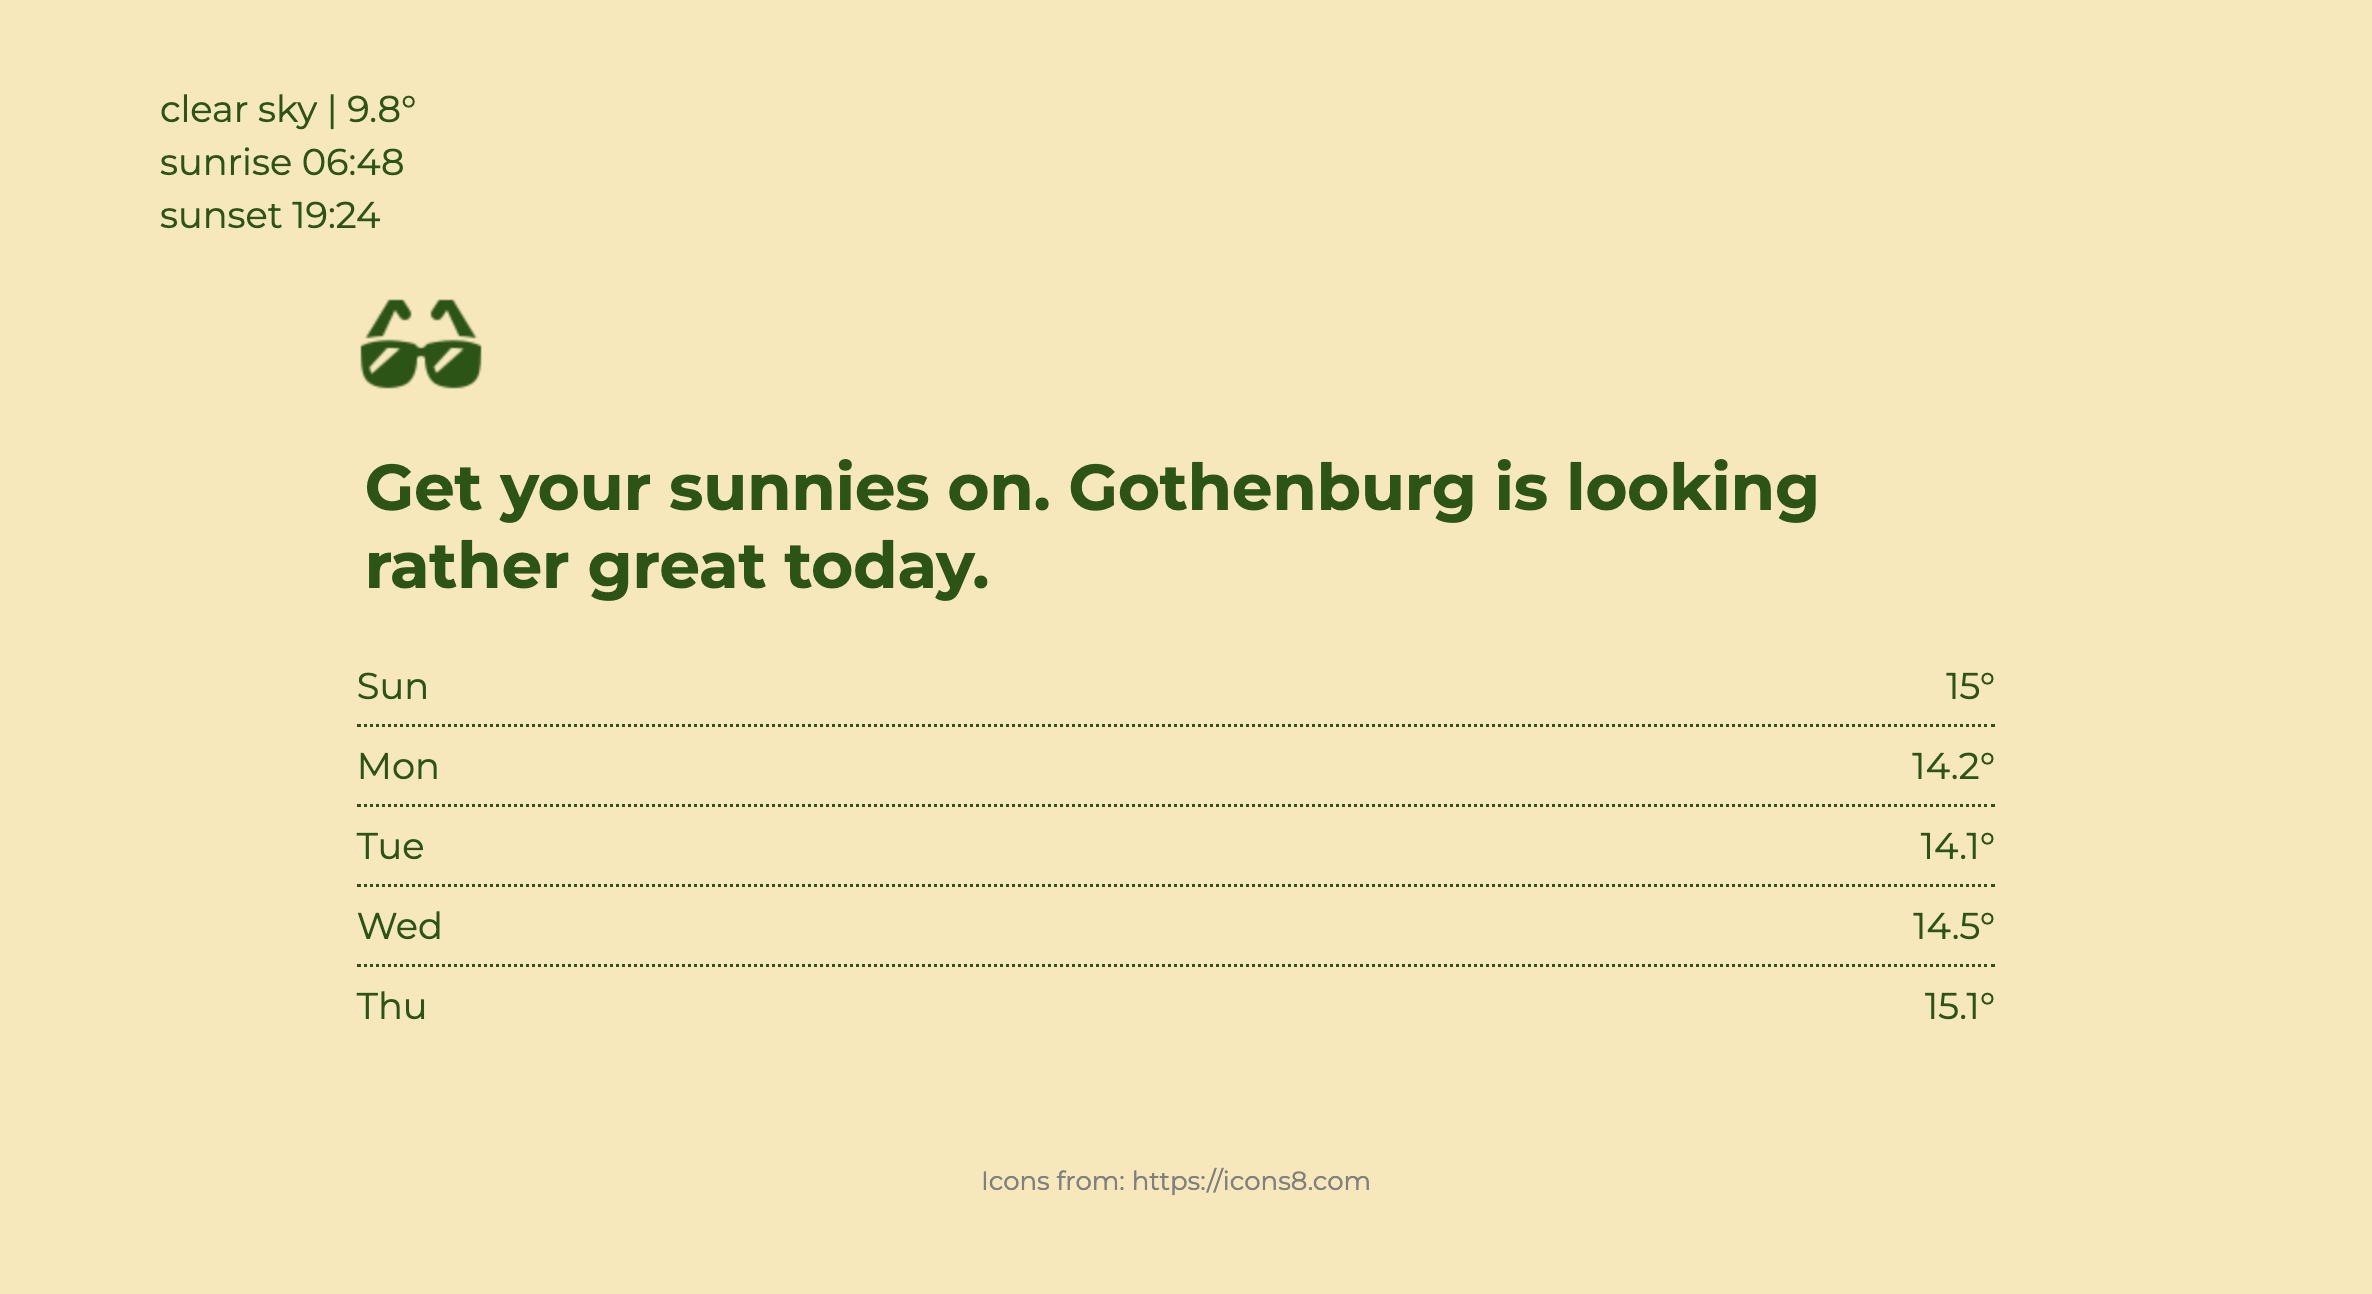 clear sky | 9.8°
sunrise 06:48
sunset 19:24
Get your sunnies on. Gothenburg is looking
rather great today.
Sun 15°
Mon 14.2°
Tue 14.1°
Wed 14.5°
Thu 15.1°
Icons from: https://icons8.com